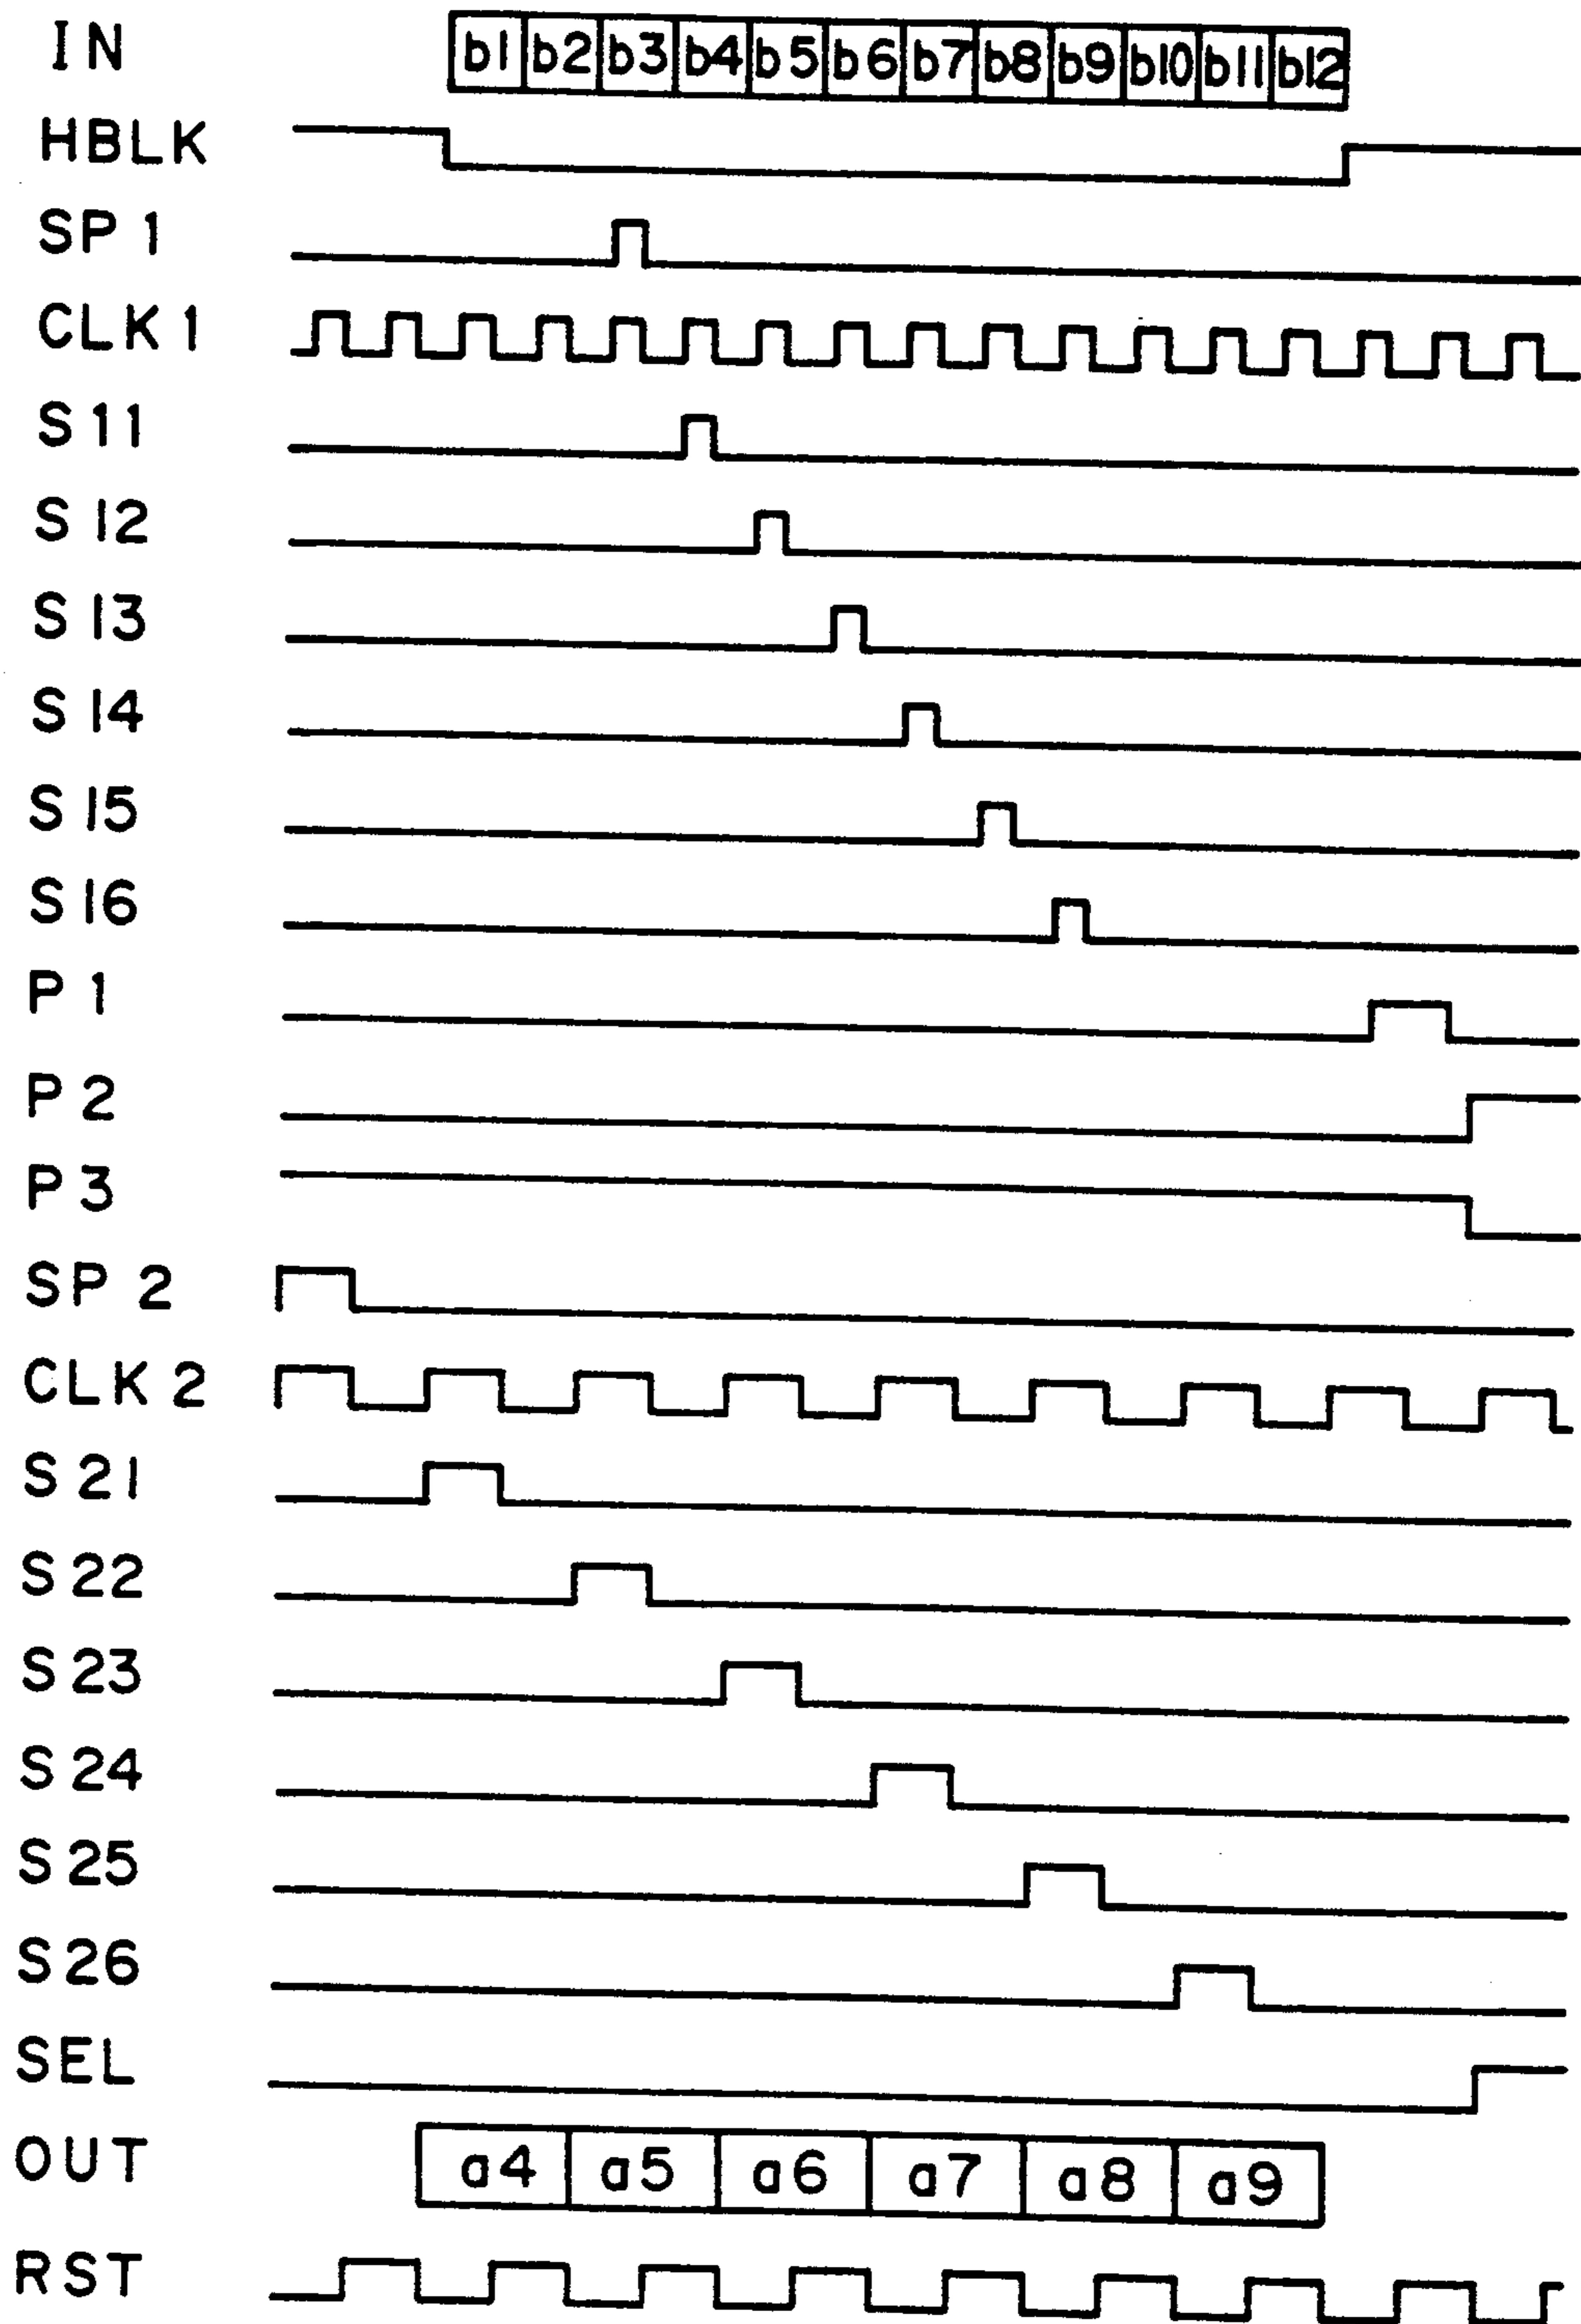 IN b1 b2 b3 b4 b5 b6 b7 b8 b9 b10 b11 b12
HBLK
SP 1
CLK 1
S 11
S 12
S 13
S 14
S 15
S 16
P 1
P 2
P 3
SP 2
CLK 2
S 21
S 22
S 23
S 24
S 25
S 26
SEL
OUT a4 a5 a6 a7 a8 a9
RST